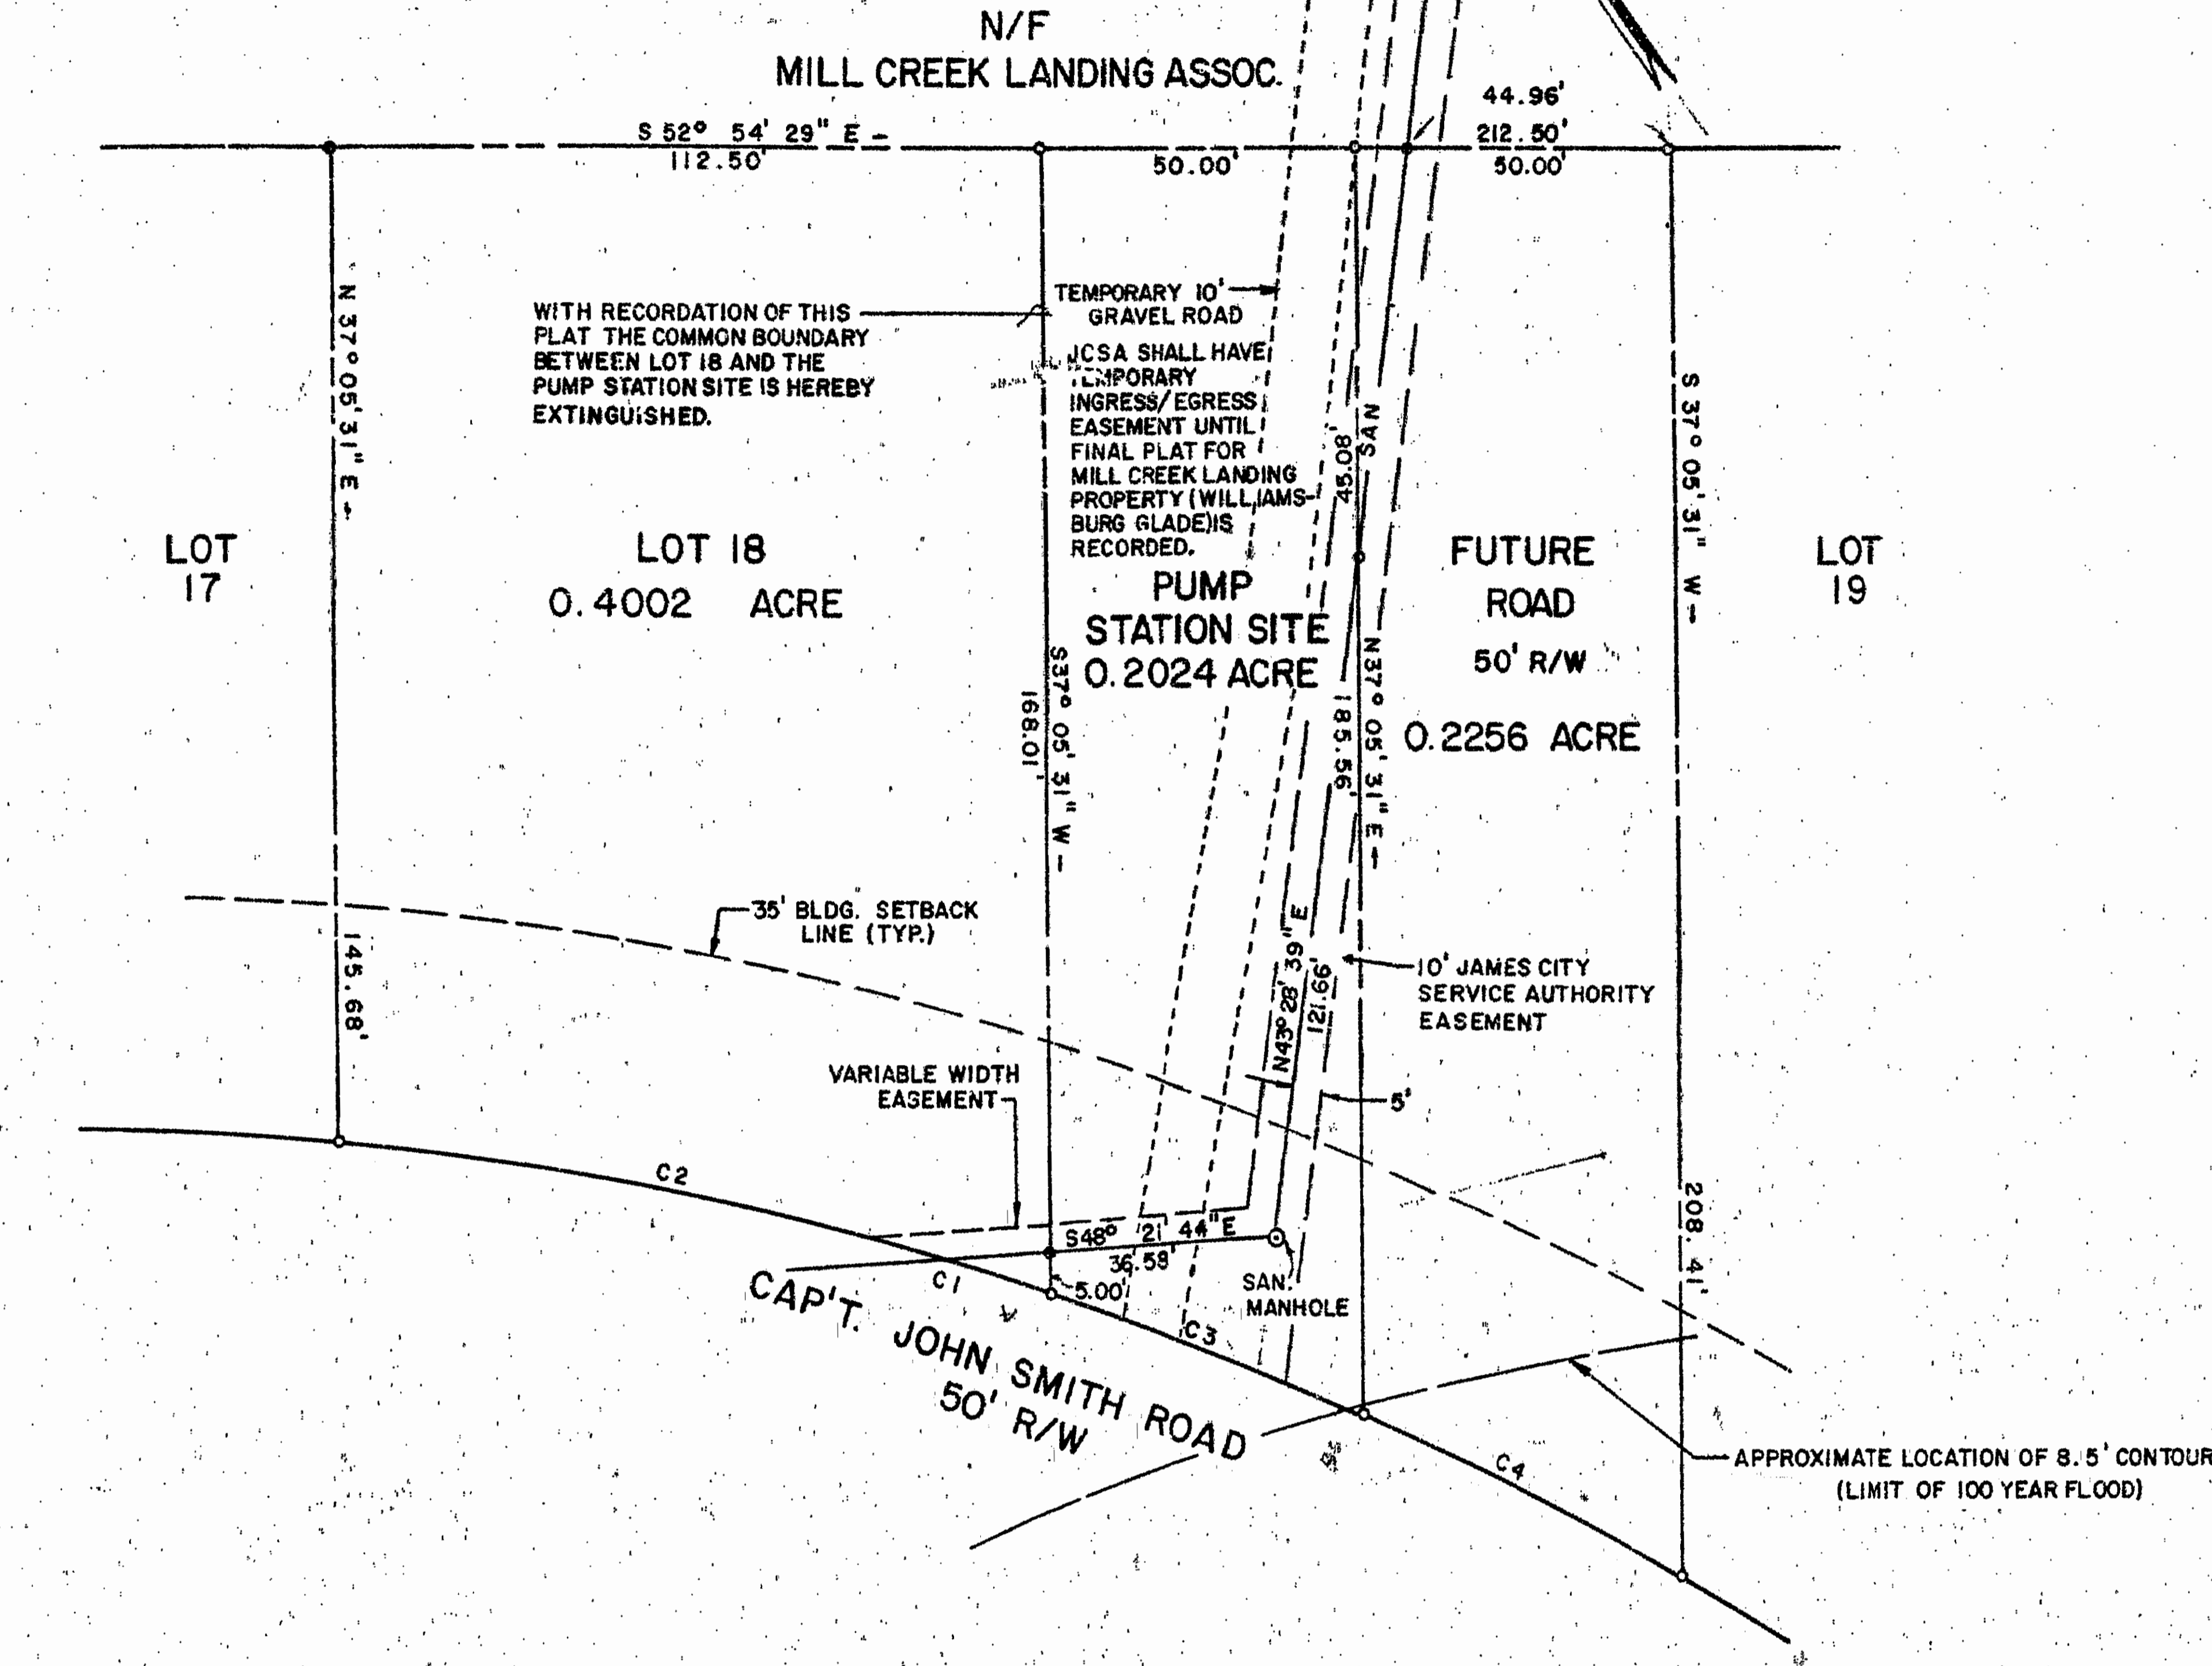 N/F
MILL CREEK LANDING ASSOC.
44.96'
S 52° 54' 29" E –
212.50'
112.50'
50.00'
50.00'
N 37° 05' 31" E –
WITH RECORDATION OF THIS
PLAT THE COMMON BOUNDARY
BETWEEN LOT 18 AND THE
PUMP STATION SITE IS HEREBY
EXTINGUISHED.
TEMPORARY 10'
GRAVEL ROAD
JCSA SHALL HAVE
TEMPORARY
INGRESS/EGRESS
EASEMENT UNTIL
FINAL PLAT FOR
MILL CREEK LANDING
PROPERTY (WILLIAMS-
BURG GLADE) IS
RECORDED.
45.08'
SAN
S 37° 05' 31" W –
LOT
17
LOT 18
0.4002 ACRE
PUMP
STATION SITE
0.2024 ACRE
FUTURE
ROAD
50' R/W
0.2256 ACRE
LOT
19
S37° 05' 31" W –
168.01'
185.56'
N37° 05' 31" E –
35' BLDG. SETBACK
LINE (TYP.)
145.68'
N43° 28' 39" E
121.66'
10' JAMES CITY
SERVICE AUTHORITY
EASEMENT
VARIABLE WIDTH
EASEMENT
5'
C2
S48° 21' 44" E
36.59'
208.41'
C1
5.00'
SAN.
MANHOLE
C3
CAP'T. JOHN SMITH ROAD
50' R/W
C4
APPROXIMATE LOCATION OF 8.5' CONTOUR
(LIMIT OF 100 YEAR FLOOD)